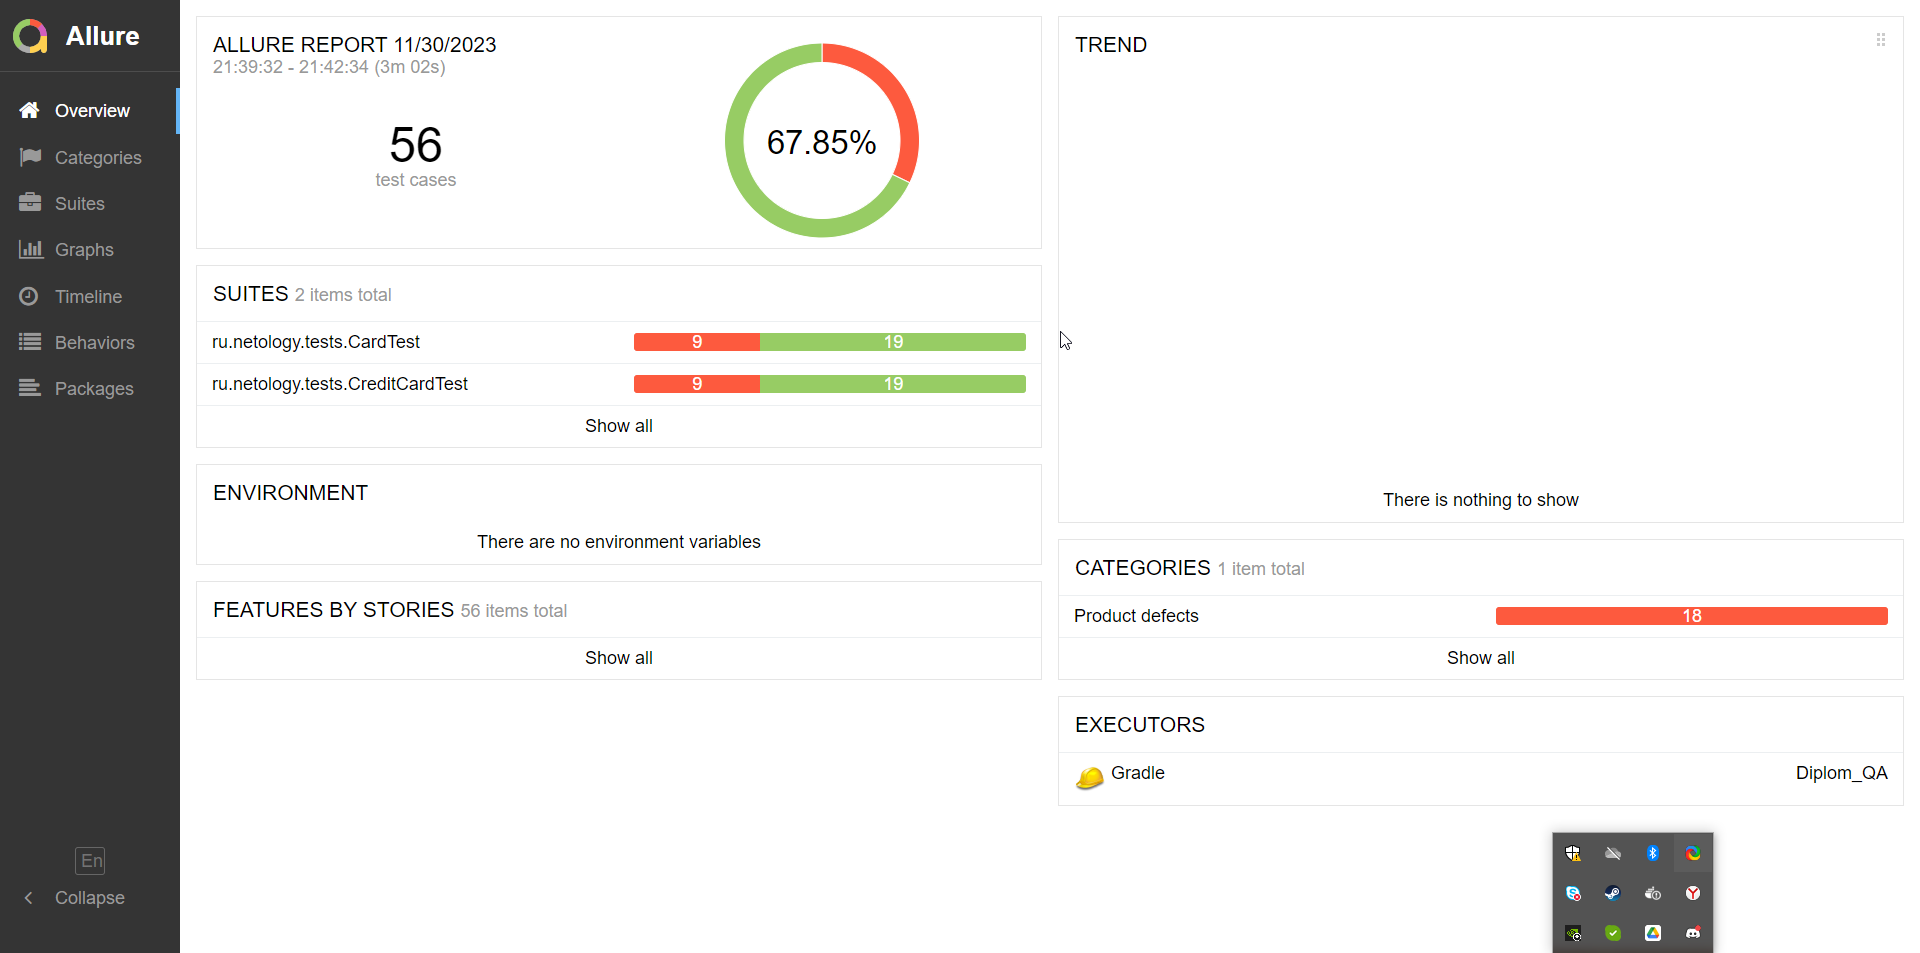 Allure
Overview
Categories
Suites
Graphs
Timeline
Behaviors
Packages
En
Collapse
ALLURE REPORT 11/30/2023
21:39:32 - 21:42:34 (3m 02s)
56
test cases
67.85%
SUITES 2 items total
ru.netology.tests.CardTest 9 19
ru.netology.tests.CreditCardTest 9 19
Show all
ENVIRONMENT
There are no environment variables
FEATURES BY STORIES 56 items total
Show all
TREND
There is nothing to show
CATEGORIES 1 item total
Product defects 18
Show all
EXECUTORS
Gradle Diplom_QA